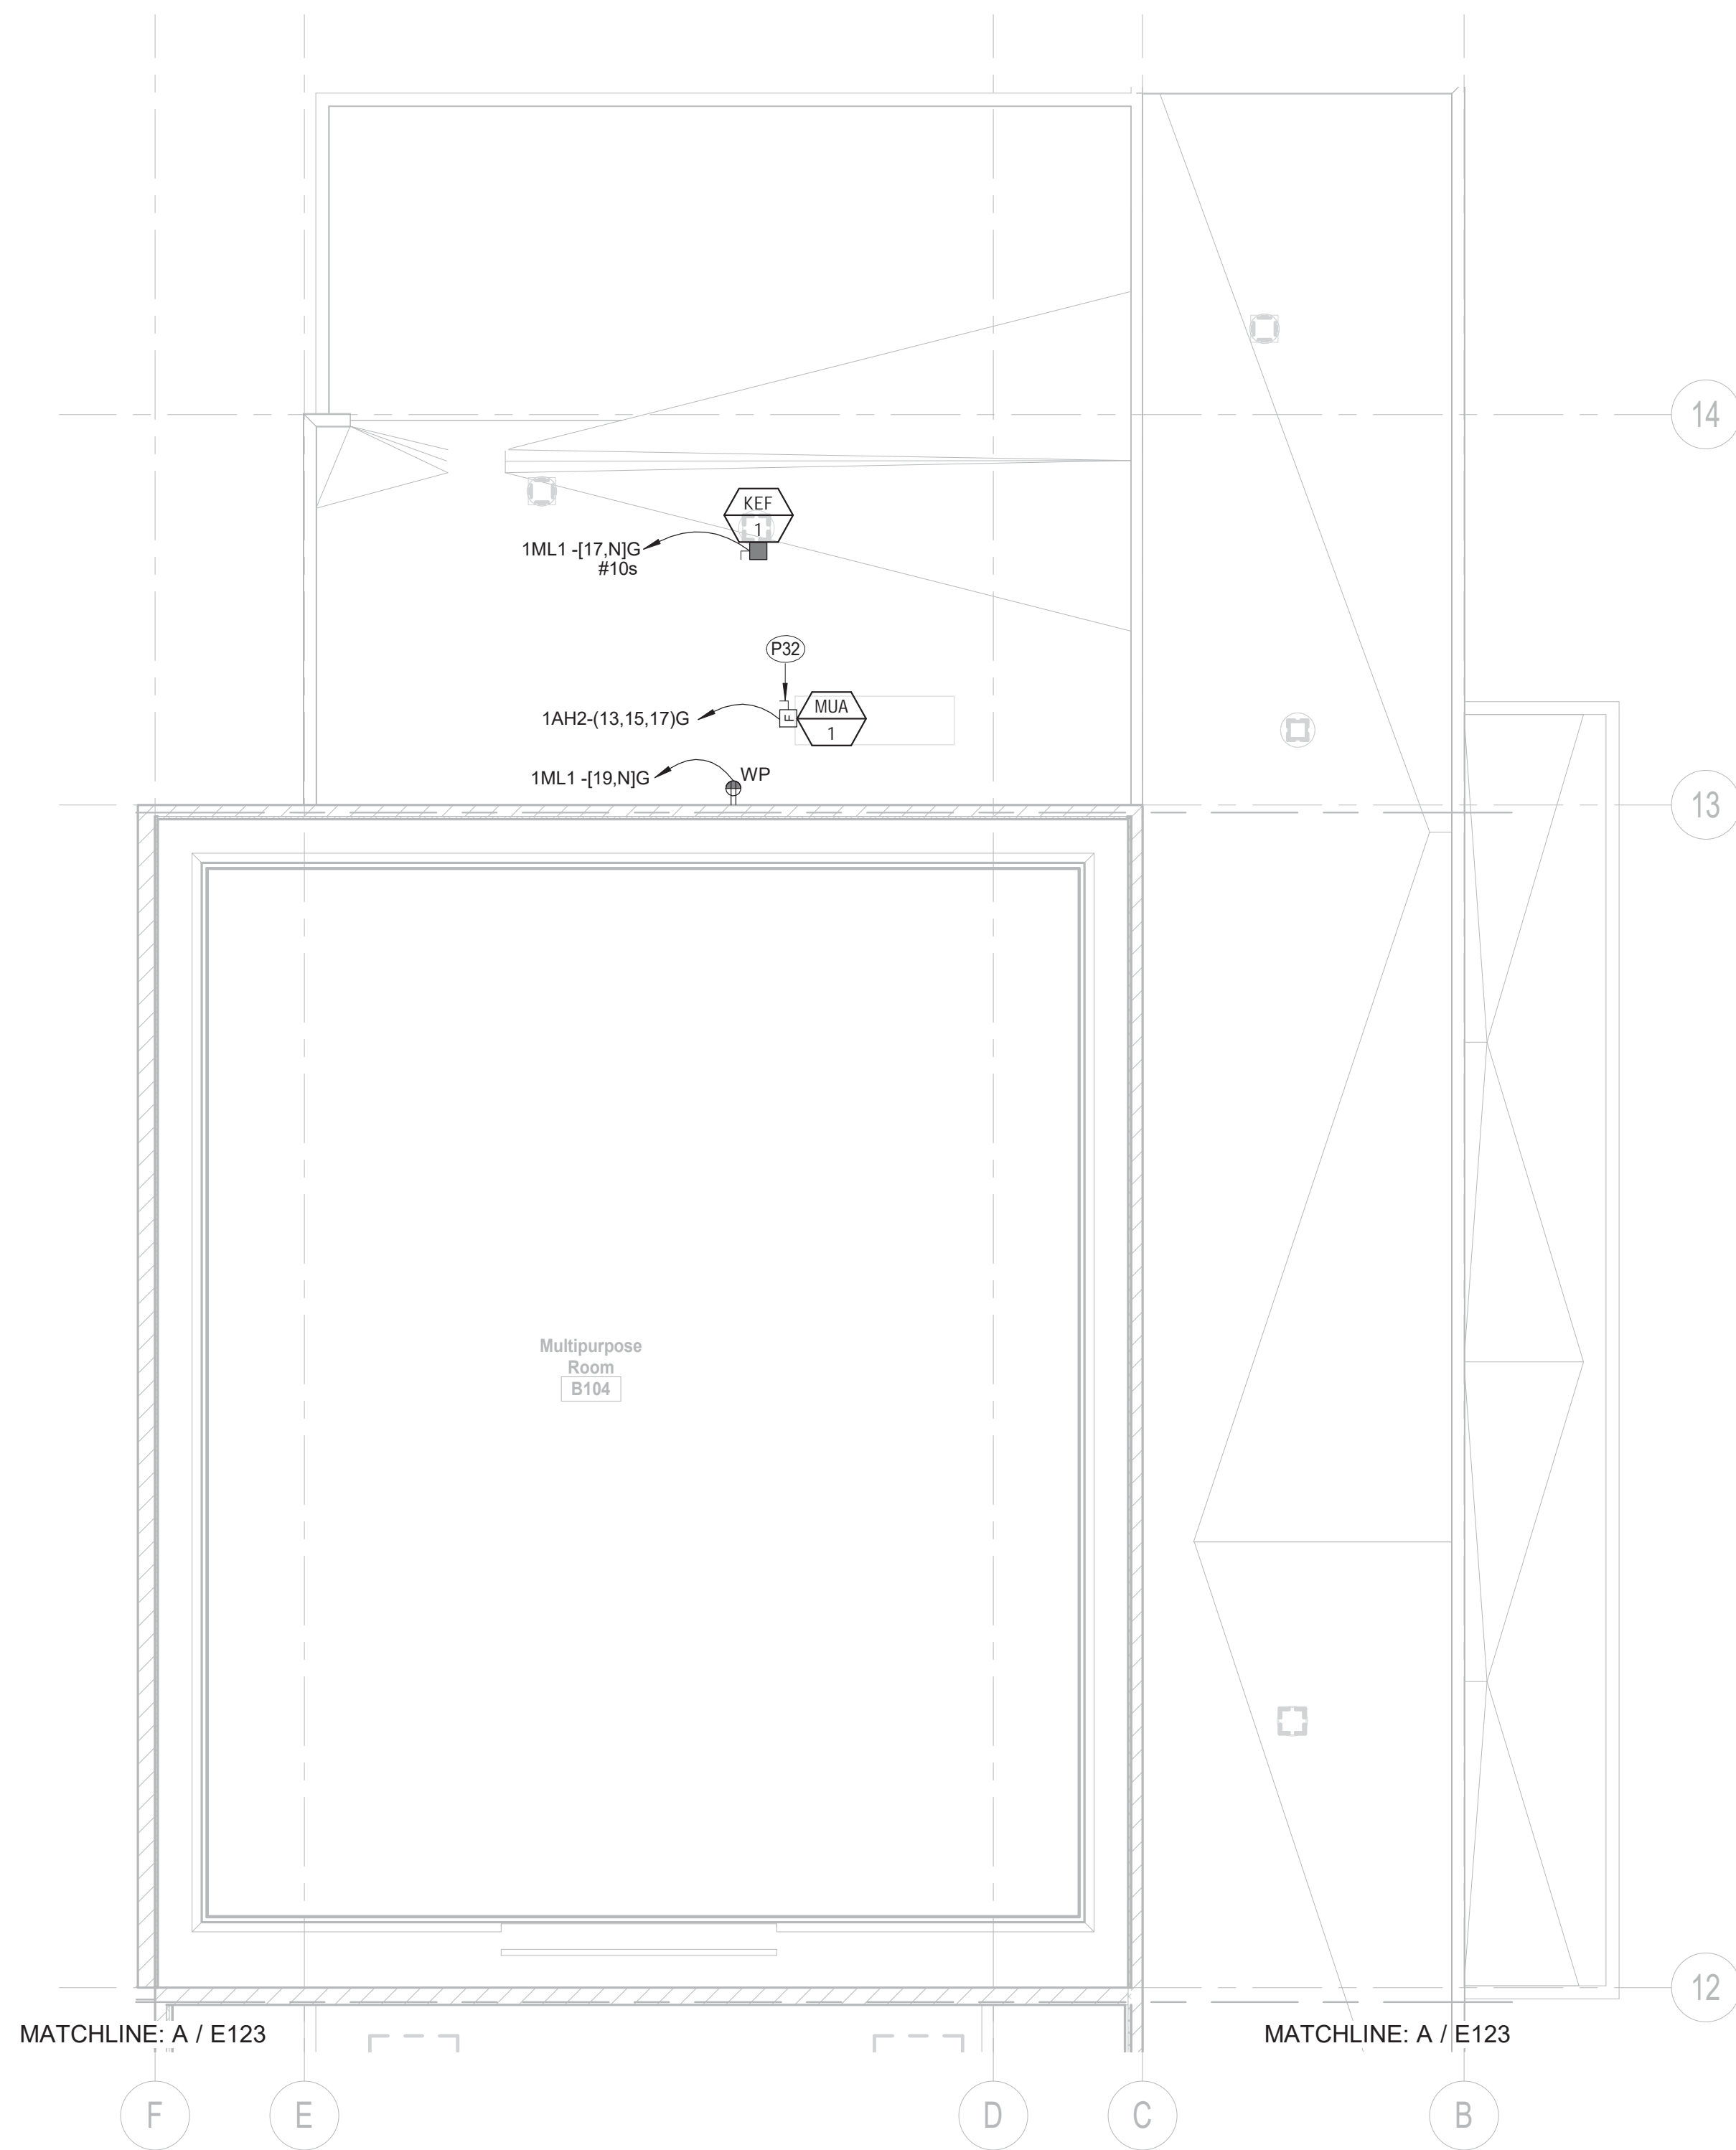 14
KEF
1
1ML1 -[17,N]G
#10s
P32
MUA
1
F
1AH2-(13,15,17)G
WP
1ML1 -[19,N]G
13
Multipurpose
Room
B104
12
MATCHLINE: A / E123
MATCHLINE: A / E123
F
E
D
C
B